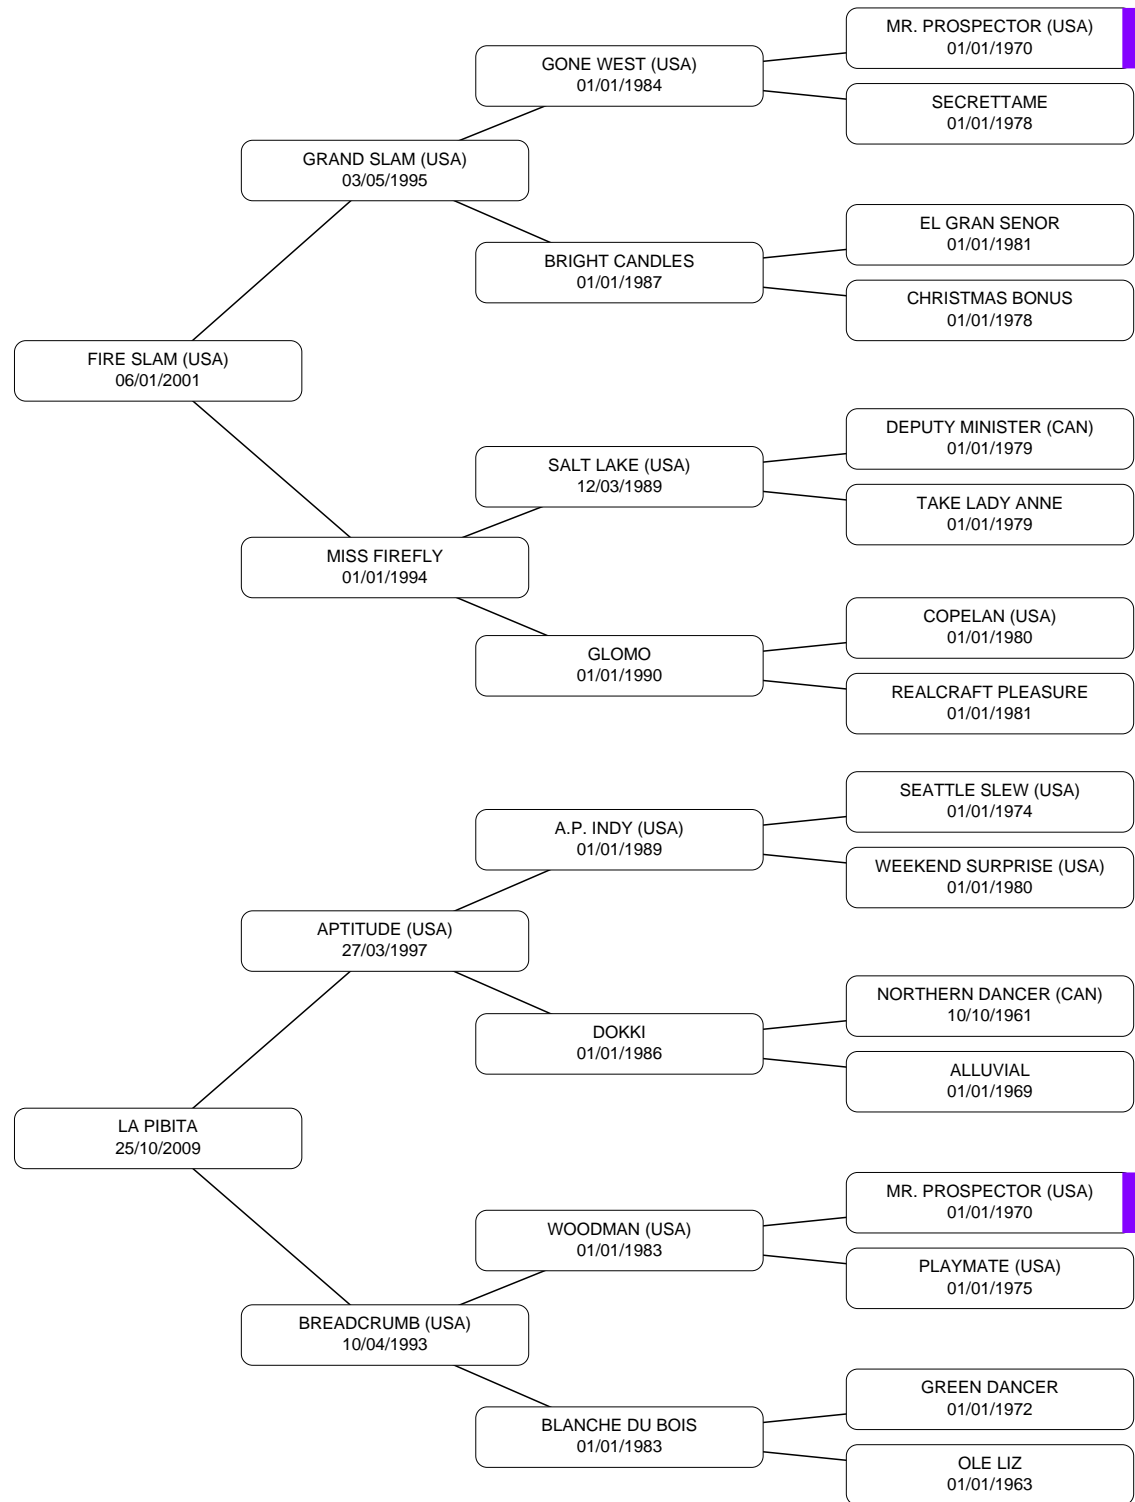 MR. PROSPECTOR (USA)
01/01/1970
GONE WEST (USA)
01/01/1984
SECRETTAME
01/01/1978
GRAND SLAM (USA)
03/05/1995
EL GRAN SENOR
01/01/1981
BRIGHT CANDLES
01/01/1987
CHRISTMAS BONUS
01/01/1978
FIRE SLAM (USA)
06/01/2001
DEPUTY MINISTER (CAN)
01/01/1979
SALT LAKE (USA)
12/03/1989
TAKE LADY ANNE
01/01/1979
MISS FIREFLY
01/01/1994
COPELAN (USA)
01/01/1980
GLOMO
01/01/1990
REALCRAFT PLEASURE
01/01/1981
SEATTLE SLEW (USA)
01/01/1974
A.P. INDY (USA)
01/01/1989
WEEKEND SURPRISE (USA)
01/01/1980
APTITUDE (USA)
27/03/1997
NORTHERN DANCER (CAN)
10/10/1961
DOKKI
01/01/1986
ALLUVIAL
01/01/1969
LA PIBITA
25/10/2009
MR. PROSPECTOR (USA)
01/01/1970
WOODMAN (USA)
01/01/1983
PLAYMATE (USA)
01/01/1975
BREADCRUMB (USA)
10/04/1993
GREEN DANCER
01/01/1972
BLANCHE DU BOIS
01/01/1983
OLE LIZ
01/01/1963